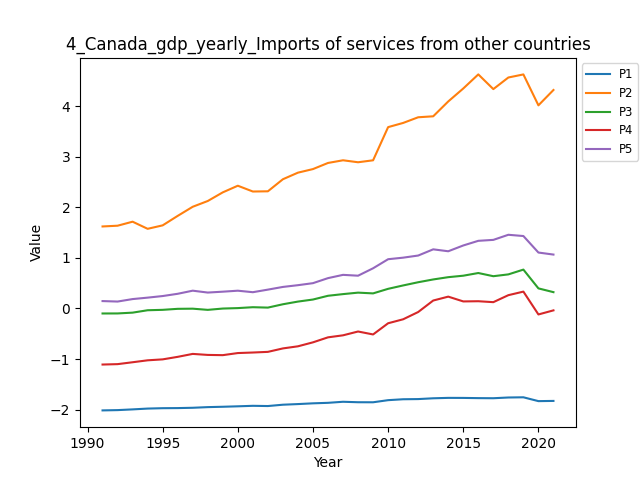 4_Canada_gdp_yearly_Imports of services from other countries
P1
P2
P3
P4
P5
Value
4
3
2
1
0
−1
−2
1990 1995 2000 2005 2010 2015 2020
Year